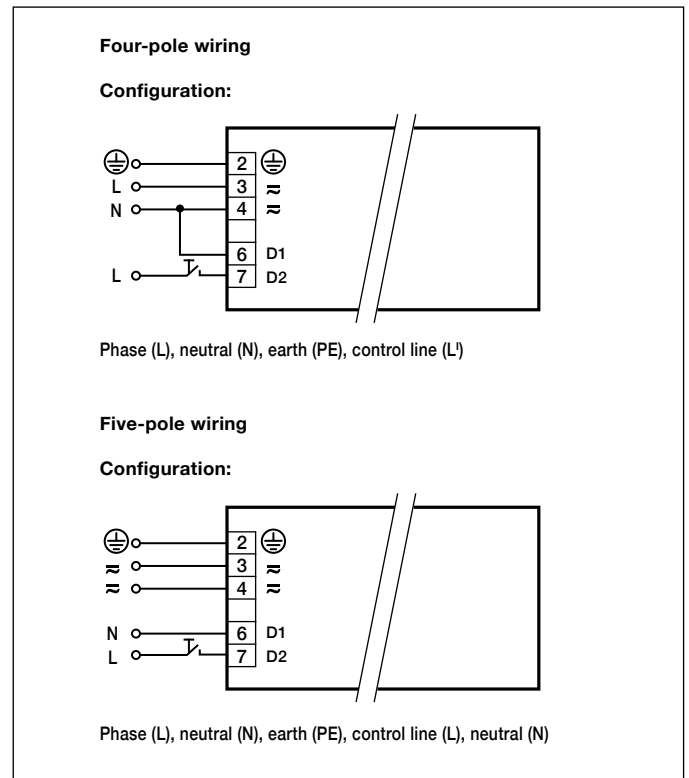 Four-pole wiring
Configuration:
2
L 3 ≂
N 4 ≂
6 D1
L 7 D2
Phase (L), neutral (N), earth (PE), control line (Lᴵ)
Five-pole wiring
Configuration:
2
≂ 3 ≂
≂ 4 ≂
N 6 D1
L 7 D2
Phase (L), neutral (N), earth (PE), control line (L), neutral (N)